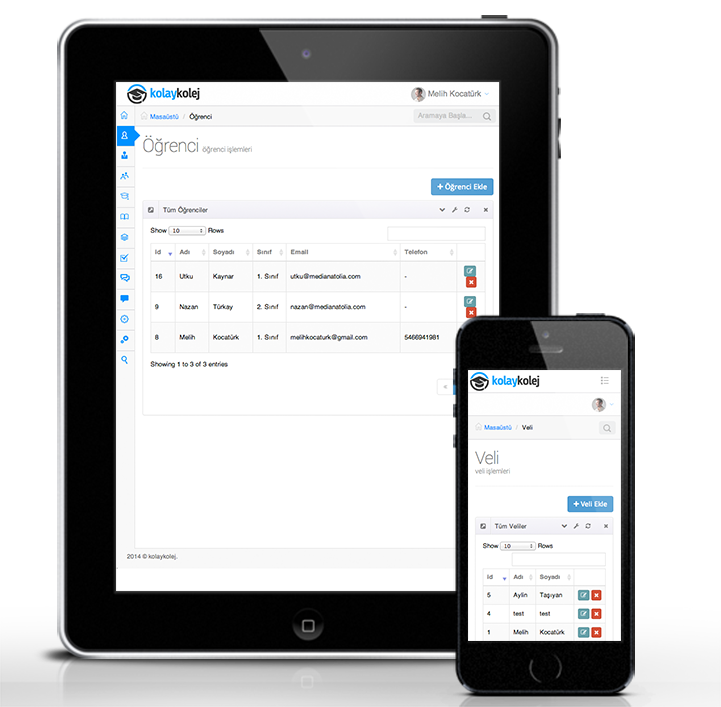 kolaykolej
Melih Kocatürk
Masaüstü / Öğrenci
Aramaya Başla...
Öğrenci öğrenci işlemleri
+ Öğrenci Ekle
Tüm Öğrenciler
Show 10 Rows
Id Adı Soyadı Sınıf Email Telefon
16 Utku Kaynar 1. Sınıf utku@medianatolia.com -
9 Nazan Türkay 2. Sınıf nazan@medianatolia.com -
8 Melih Kocatürk 1. Sınıf melihkocaturk@gmail.com 5466941981
Showing 1 to 3 of 3 entries
2014 © kolaykolej.
kolaykolej
Masaüstü / Veli
Veli
veli işlemleri
+ Veli Ekle
Tüm Veliler
Show 10 Rows
Id Adı Soyadı
5 Aylin Taşıyan
4 test test
1 Melih Kocatürk